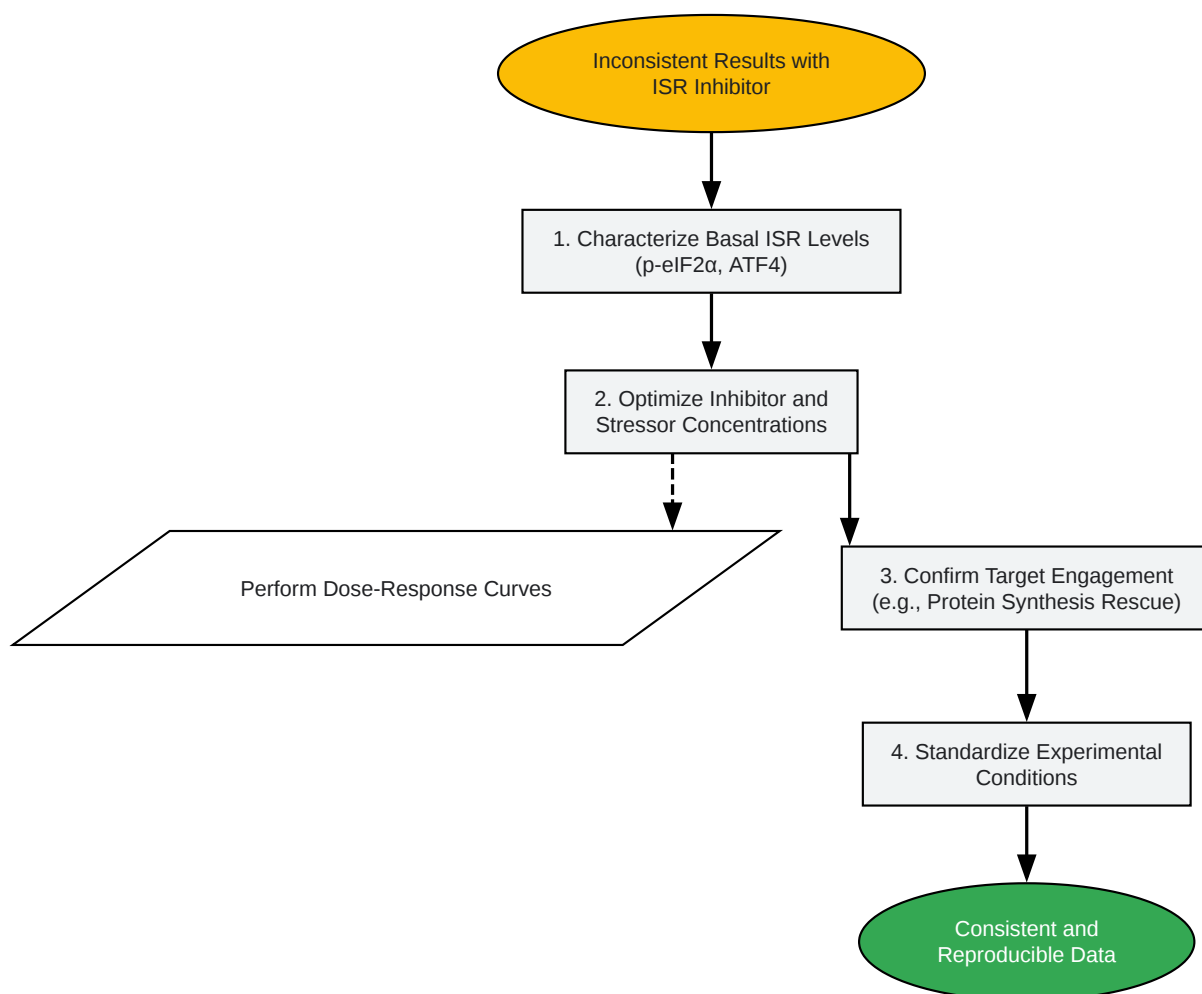 Inconsistent Results with
ISR Inhibitor
1. Characterize Basal ISR Levels
(p-eIF2α, ATF4)
2. Optimize Inhibitor and
Stressor Concentrations
Perform Dose-Response Curves
3. Confirm Target Engagement
(e.g., Protein Synthesis Rescue)
4. Standardize Experimental
Conditions
Consistent and
Reproducible Data